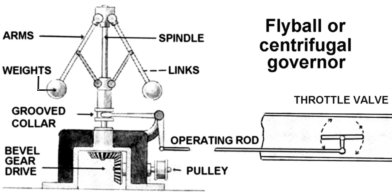 Flyball or
centrifugal
governor
ARMS
SPINDLE
WEIGHTS
LINKS
GROOVED
COLLAR
THROTTLE VALVE
OPERATING ROD
BEVEL
GEAR
DRIVE
PULLEY